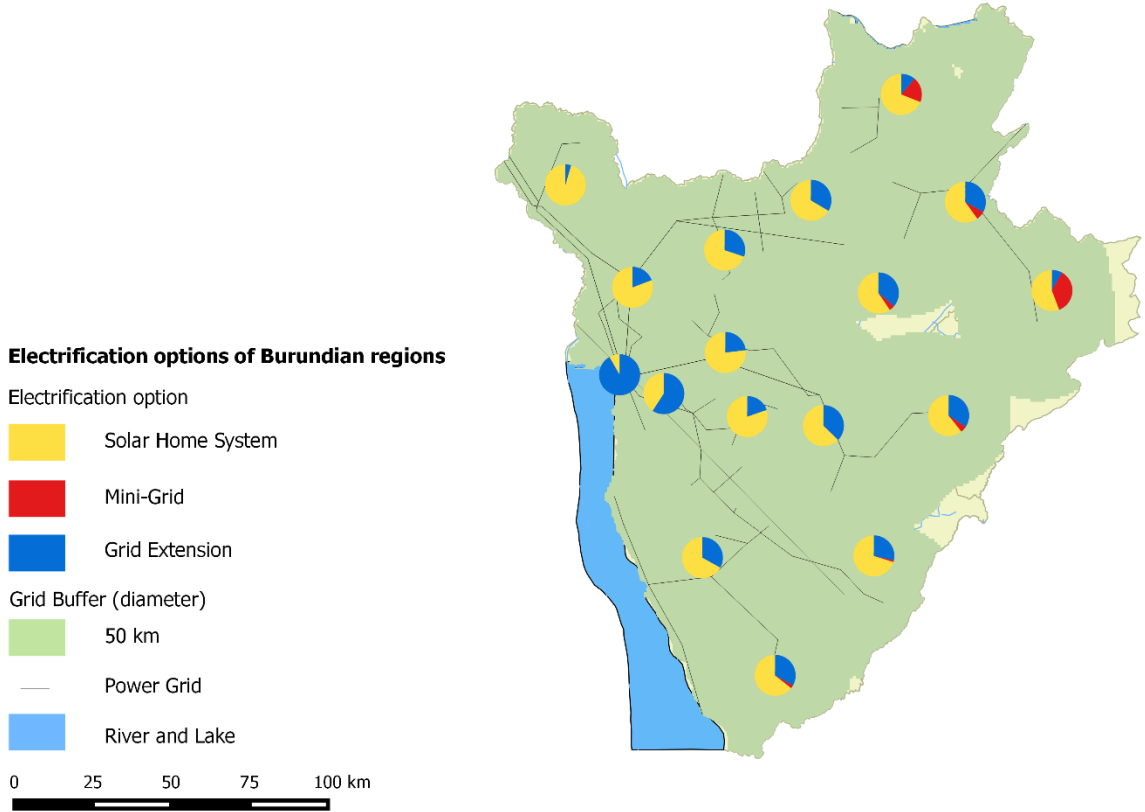 Electrification options of Burundian regions
Electrification option
Solar Home System
Mini-Grid
Grid Extension
Grid Buffer (diameter)
50 km
Power Grid
River and Lake
0 25 50 75 100 km